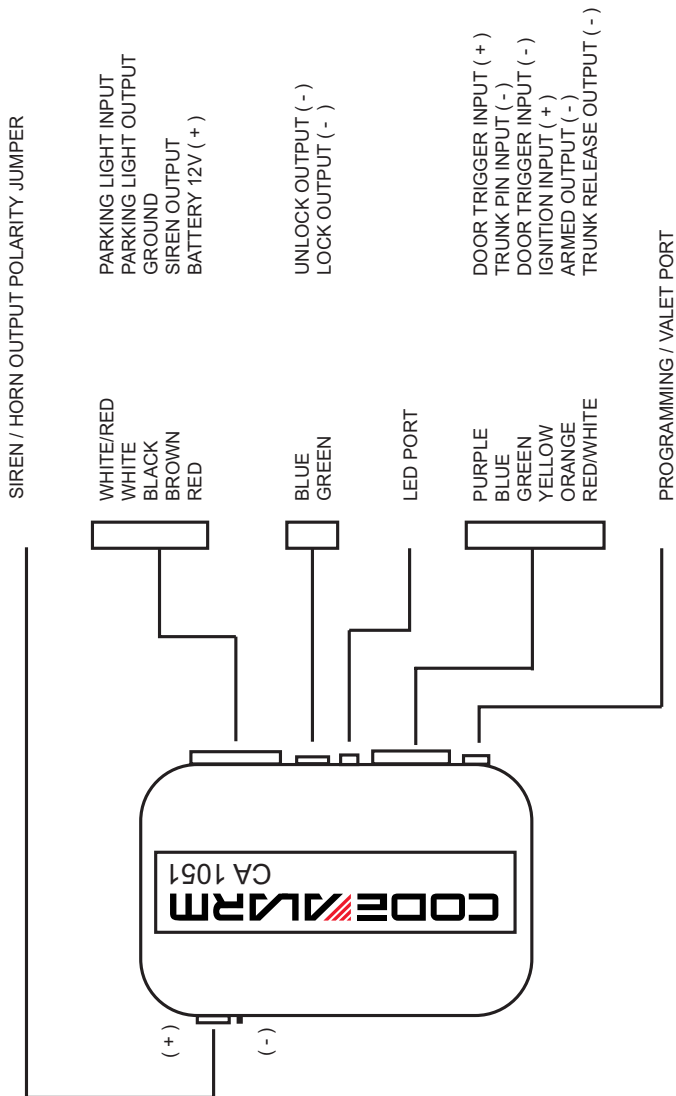 SIREN / HORN OUTPUT POLARITY JUMPER
WHITE/RED PARKING LIGHT INPUT
WHITE PARKING LIGHT OUTPUT
BLACK GROUND
BROWN SIREN OUTPUT
RED BATTERY 12V ( + )
BLUE UNLOCK OUTPUT ( - )
GREEN LOCK OUTPUT ( - )
LED PORT
PURPLE DOOR TRIGGER INPUT ( + )
BLUE TRUNK PIN INPUT ( - )
GREEN DOOR TRIGGER INPUT ( - )
YELLOW IGNITION INPUT ( + )
ORANGE ARMED OUTPUT ( - )
RED/WHITE TRUNK RELEASE OUTPUT ( - )
PROGRAMMING / VALET PORT
( + )
( - )
CODE ALARM
CA 1051